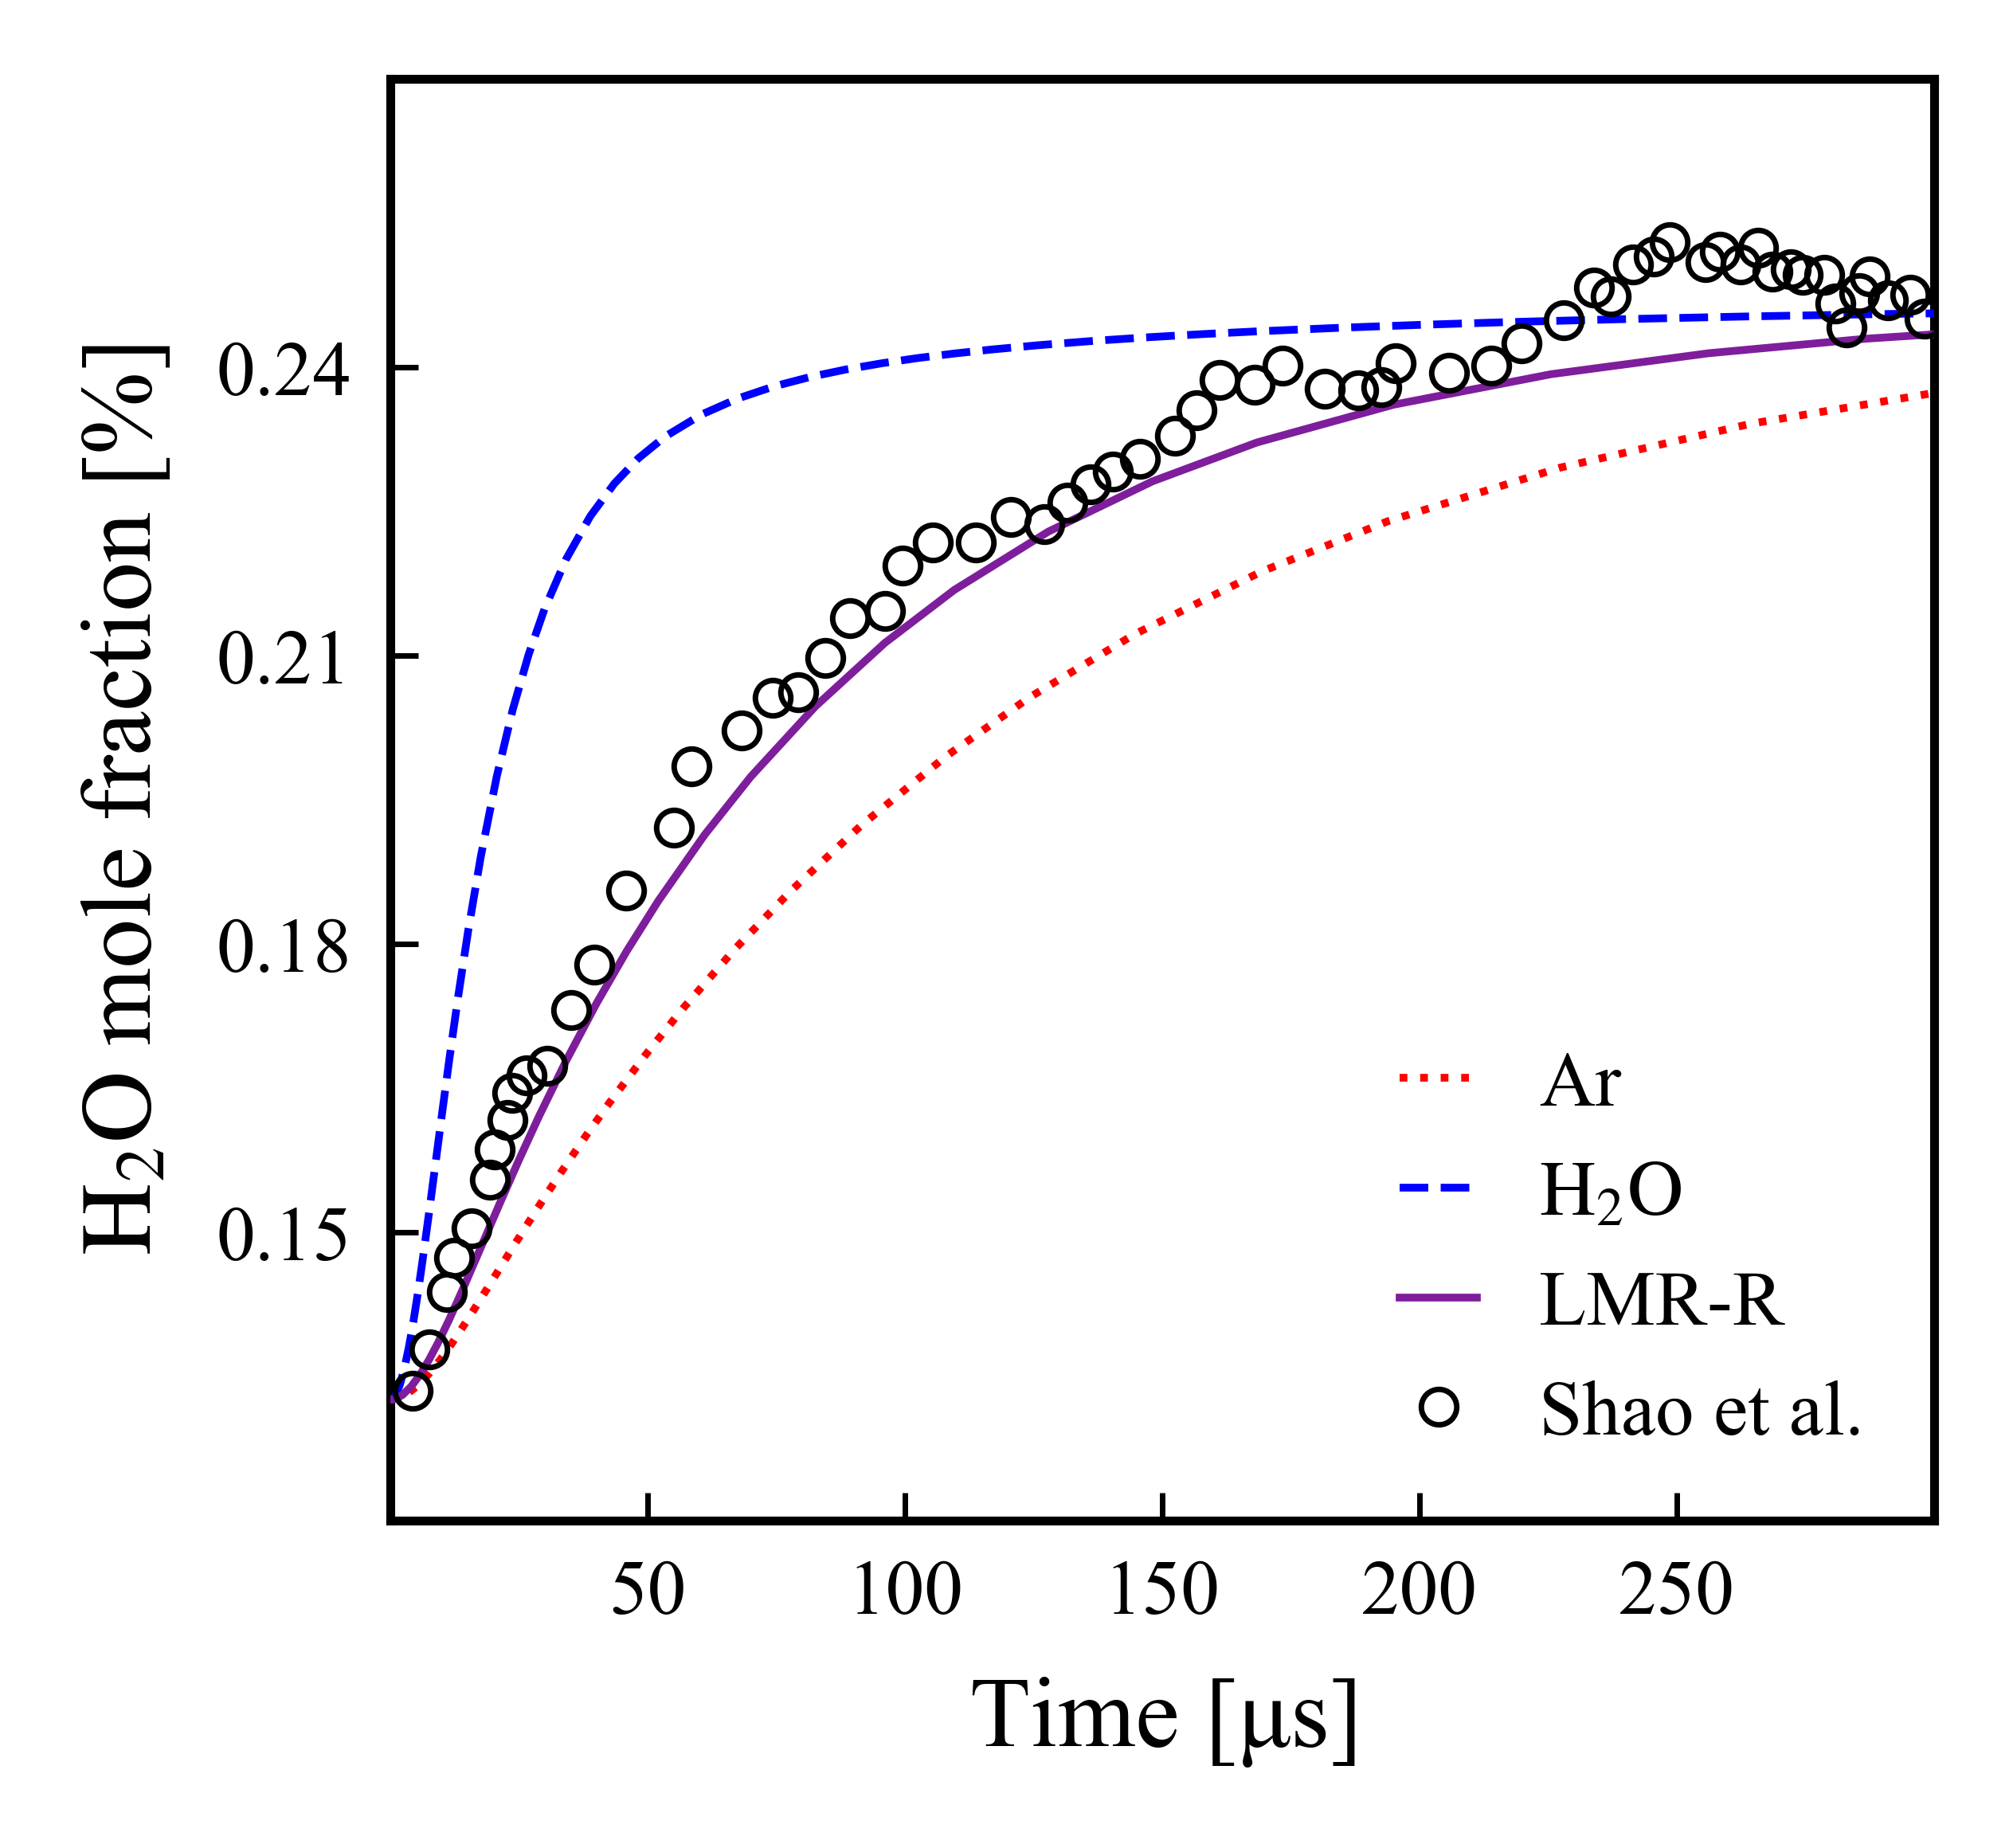 H₂O mole fraction [%]
0.24
0.21
0.18
0.15
Ar
H₂O
LMR-R
Shao et al.
50 100 150 200 250
Time [μs]